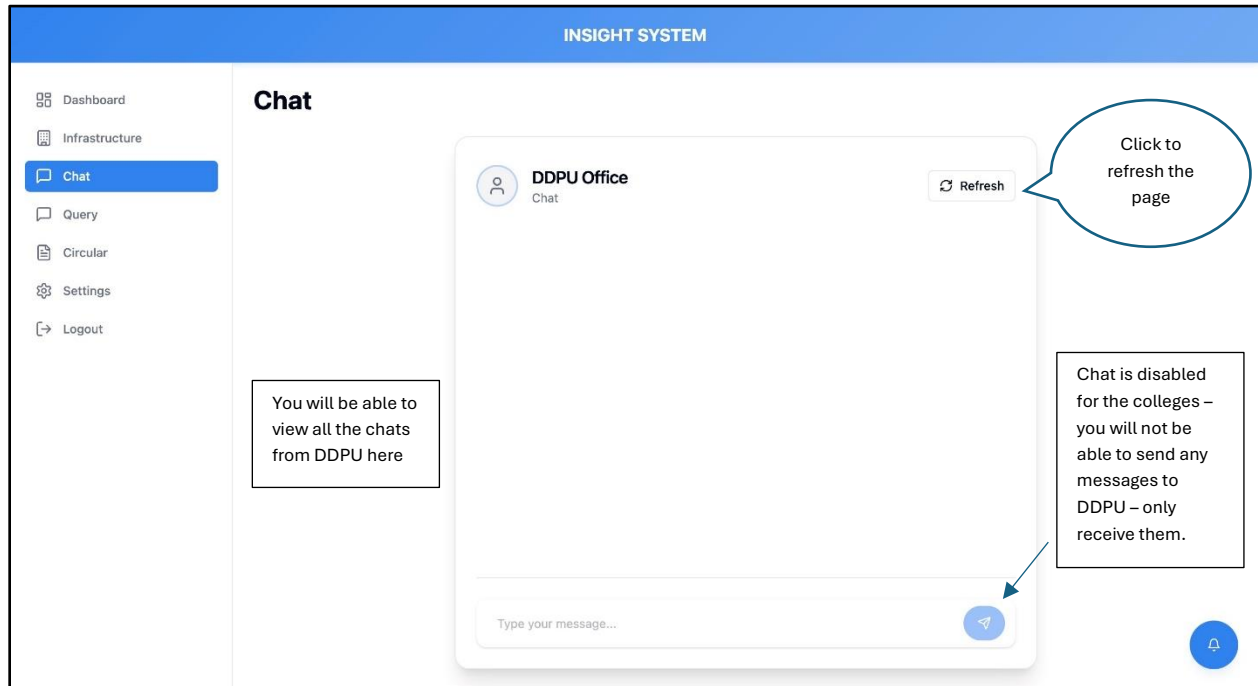 INSIGHT SYSTEM
Dashboard
Infrastructure
Chat
Query
Circular
Settings
Logout
Chat
DDPU Office
Chat
Refresh
Click to
refresh the
page
You will be able to
view all the chats
from DDPU here
Chat is disabled
for the colleges –
you will not be
able to send any
messages to
DDPU – only
receive them.
Type your message...